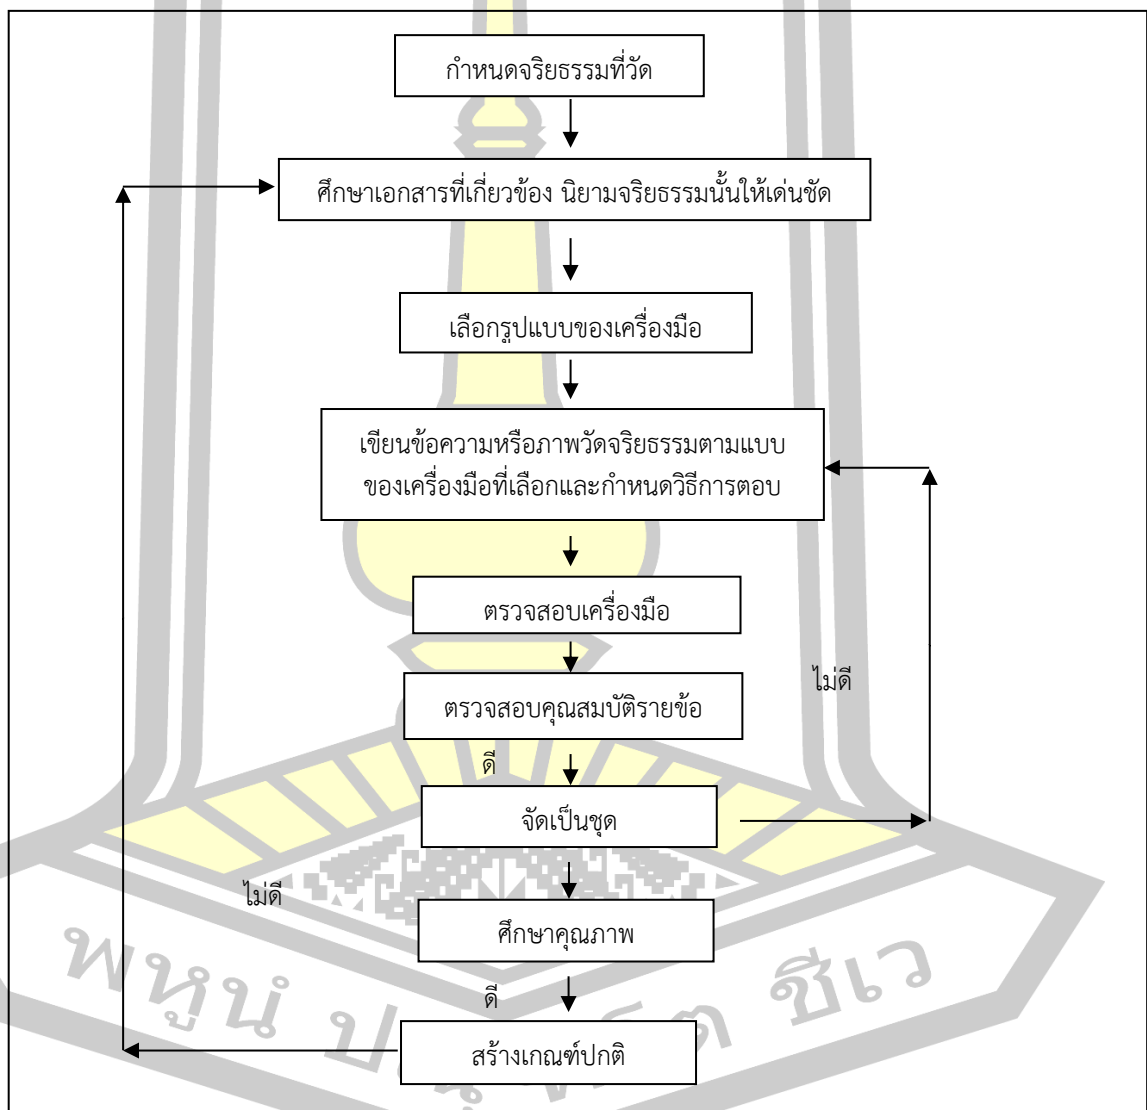 กำหนดจริยธรรมที่วัด
ศึกษาเอกสารที่เกี่ยวข้อง นิยามจริยธรรมนั้นให้เด่นชัด
เลือกรูปแบบของเครื่องมือ
เขียนข้อความหรือภาพวัดจริยธรรมตามแบบ
ของเครื่องมือที่เลือกและกำหนดวิธีการตอบ
ตรวจสอบเครื่องมือ
ไม่ดี
ตรวจสอบคุณสมบัติรายข้อ
ดี
จัดเป็นชุด
ไม่ดี
ศึกษาคุณภาพ
ดี
สร้างเกณฑ์ปกติ
พหูนํ
ชีเว